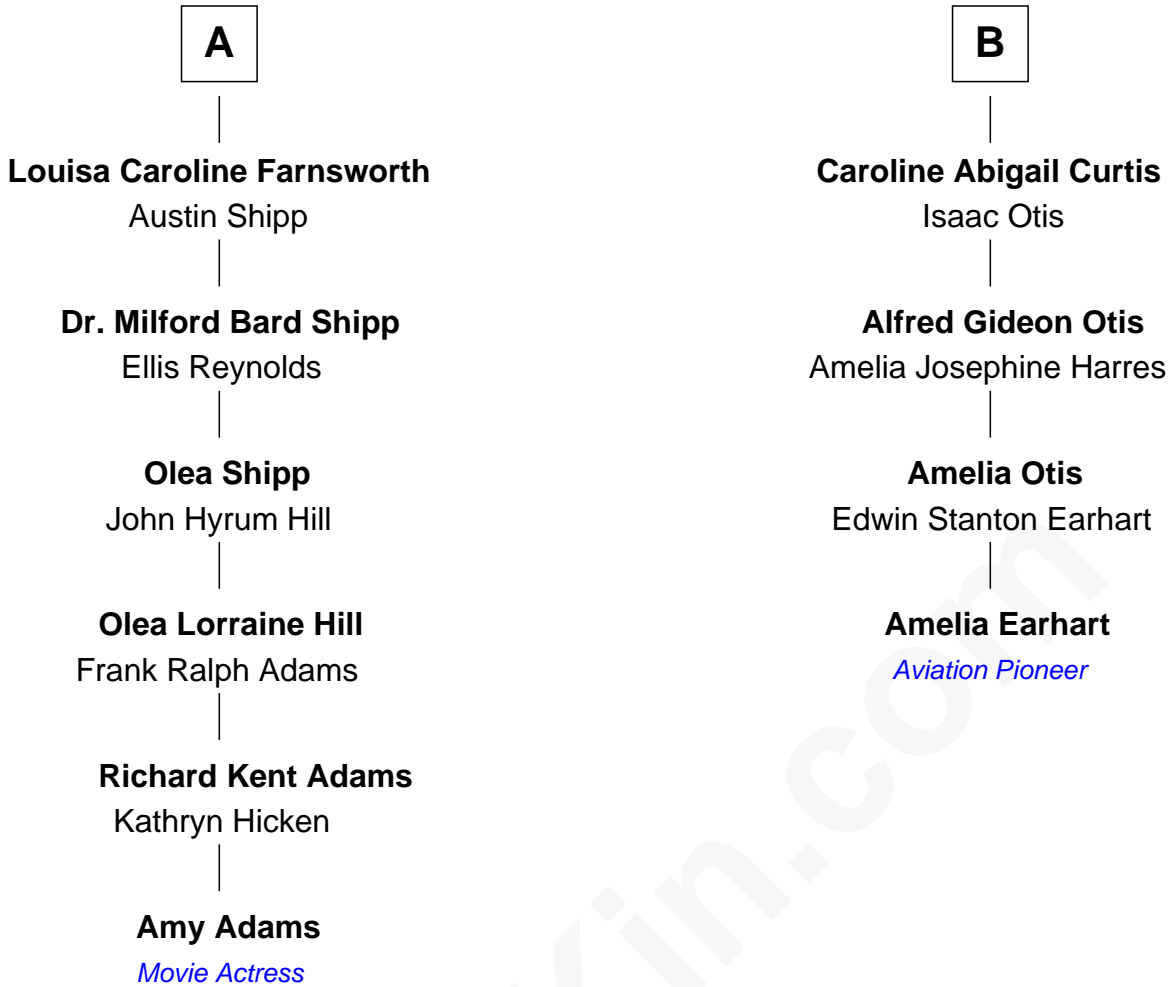 A
Louisa Caroline Farnsworth
Austin Shipp
Dr. Milford Bard Shipp
Ellis Reynolds
Olea Shipp
John Hyrum Hill
Olea Lorraine Hill
Frank Ralph Adams
Richard Kent Adams
Kathryn Hicken
Amy Adams
Movie Actress
B
Caroline Abigail Curtis
Isaac Otis
Alfred Gideon Otis
Amelia Josephine Harres
Amelia Otis
Edwin Stanton Earhart
Amelia Earhart
Aviation Pioneer